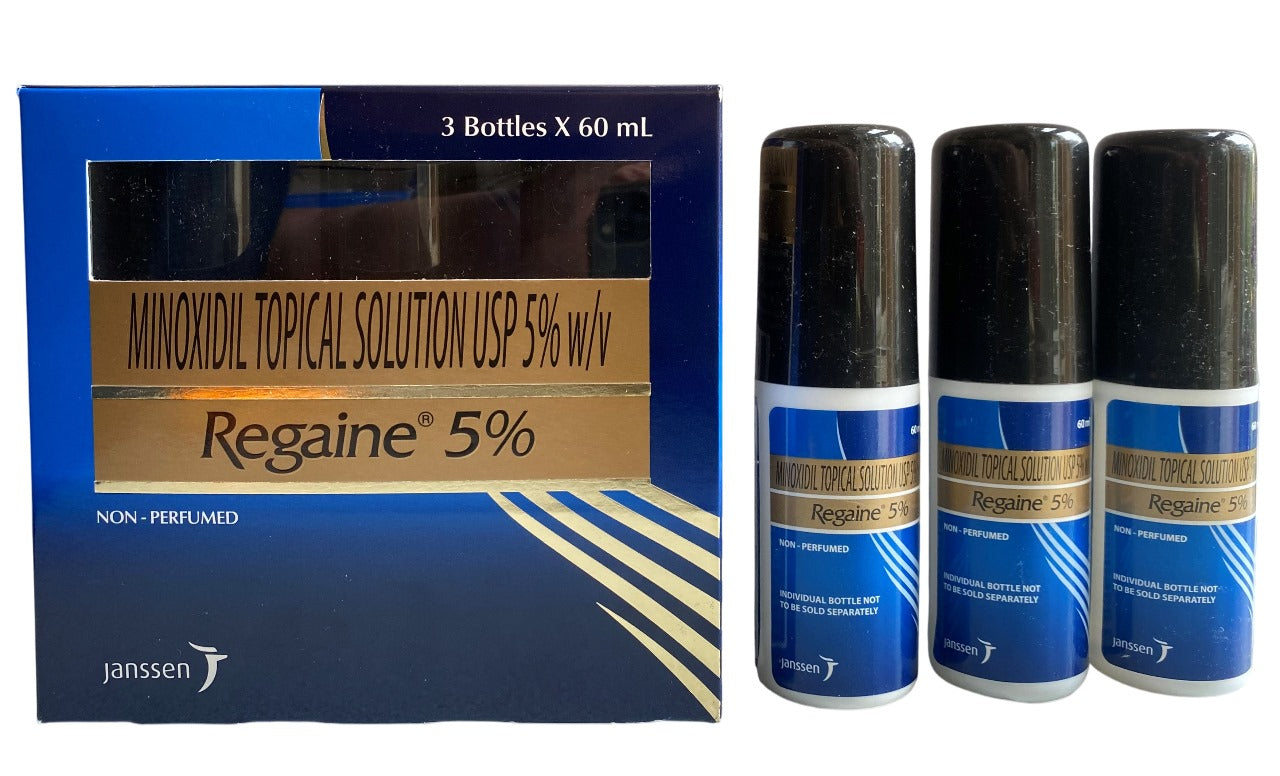 3 Bottles X 60 mL
MINOXIDIL TOPICAL SOLUTION USP 5% w/v
Regaine® 5%
NON - PERFUMED
janssen
MINOXIDIL TOPICAL SOLUTION USP 5%
Regaine® 5%
NON - PERFUMED
INDIVIDUAL BOTTLE NOT
TO BE SOLD SEPARATELY
janssen
MINOXIDIL TOPICAL SOLUTION USP 5%
Regaine® 5%
NON - PERFUMED
INDIVIDUAL BOTTLE NOT
TO BE SOLD SEPARATELY
janssen
MINOXIDIL TOPICAL SOLUTION USP
Regaine® 5%
NON - PERFUMED
INDIVIDUAL BOTTLE NOT
TO BE SOLD SEPARATELY
janssen